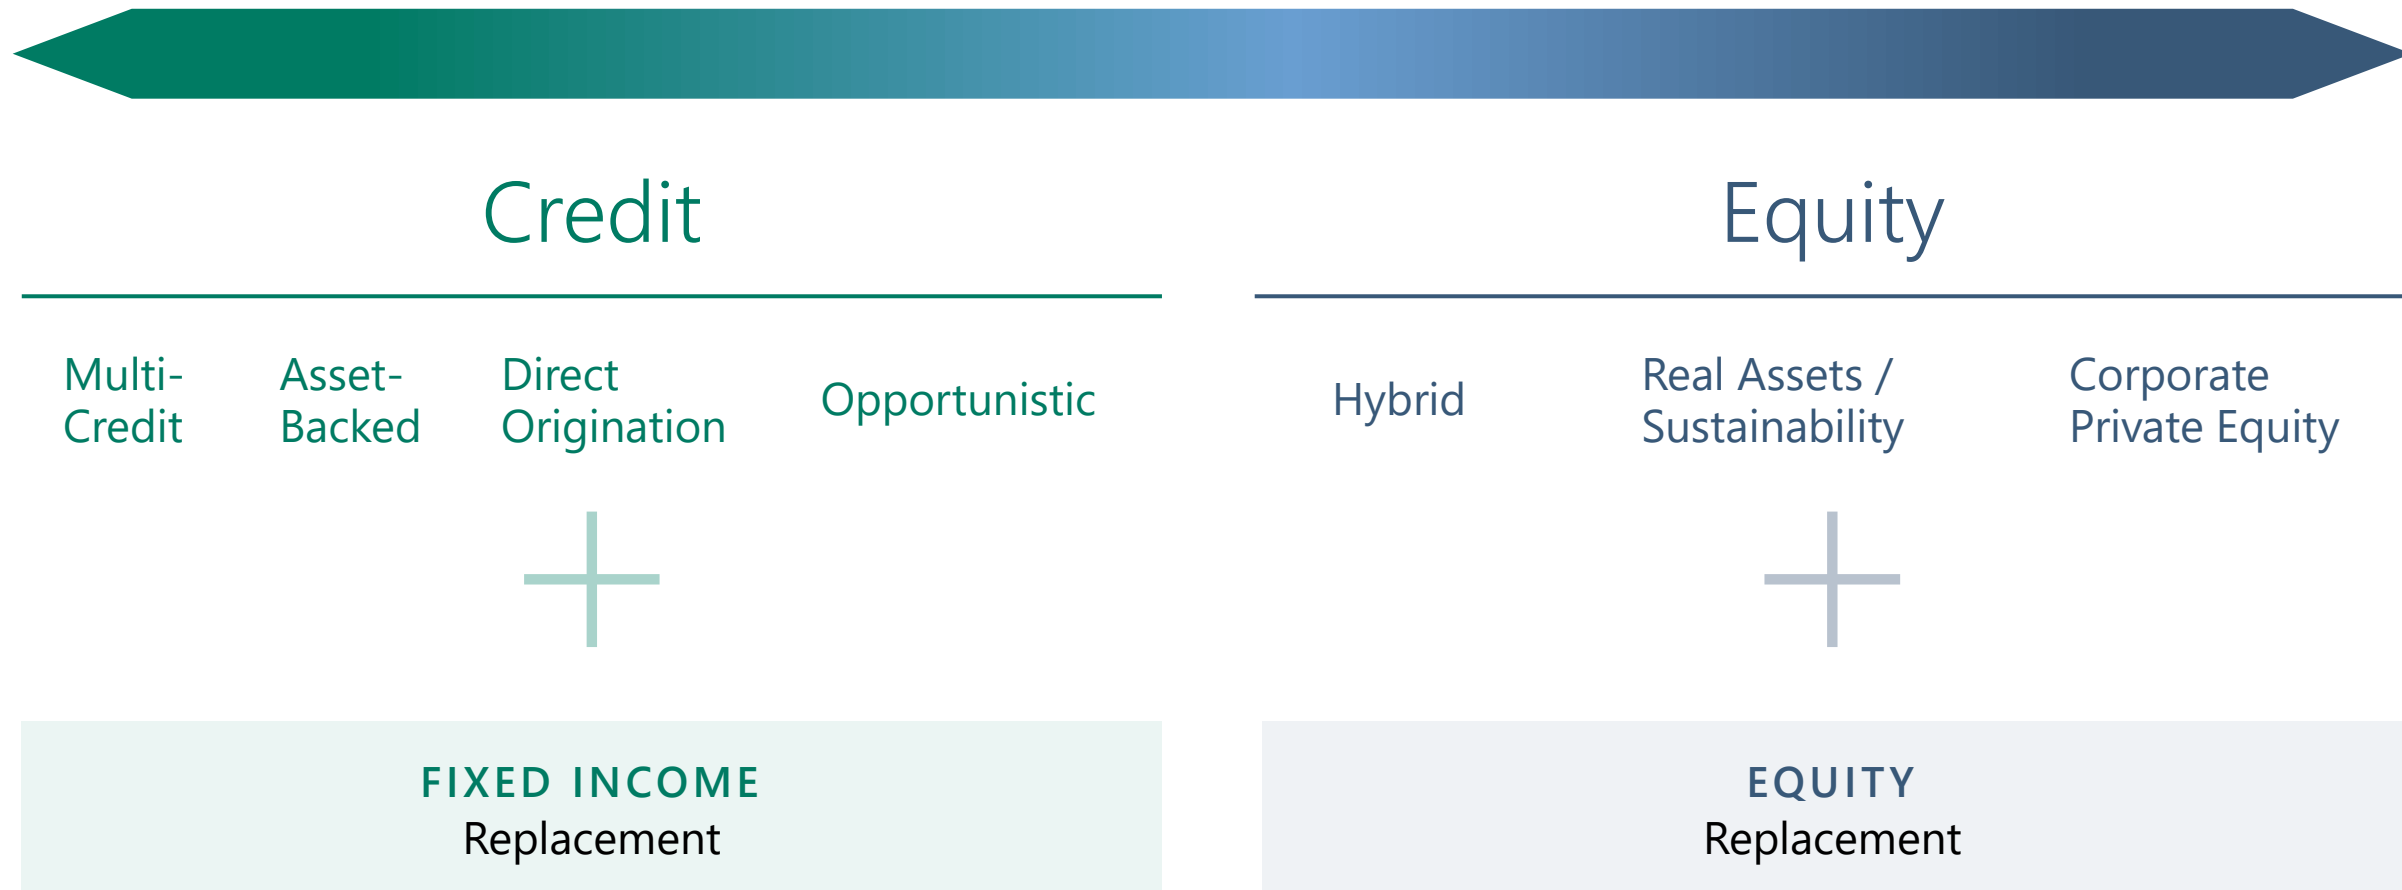 Credit
Equity
Multi-
Credit
Asset-
Backed
Direct
Origination
Opportunistic
Hybrid
Real Assets /
Sustainability
Corporate
Private Equity
FIXED INCOME
Replacement
EQUITY
Replacement